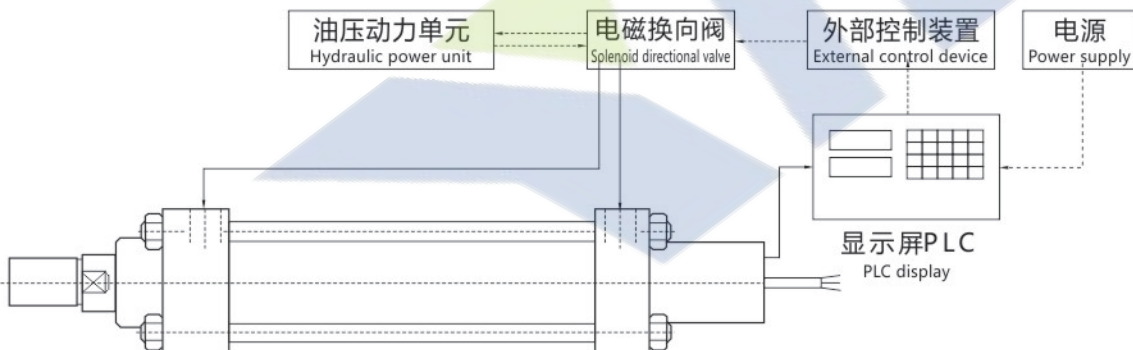 油压动力单元
Hydraulic power unit
电磁换向阀
Solenoid directional valve
外部控制装置
External control device
电源
Power supply
显示屏PLC
PLC display